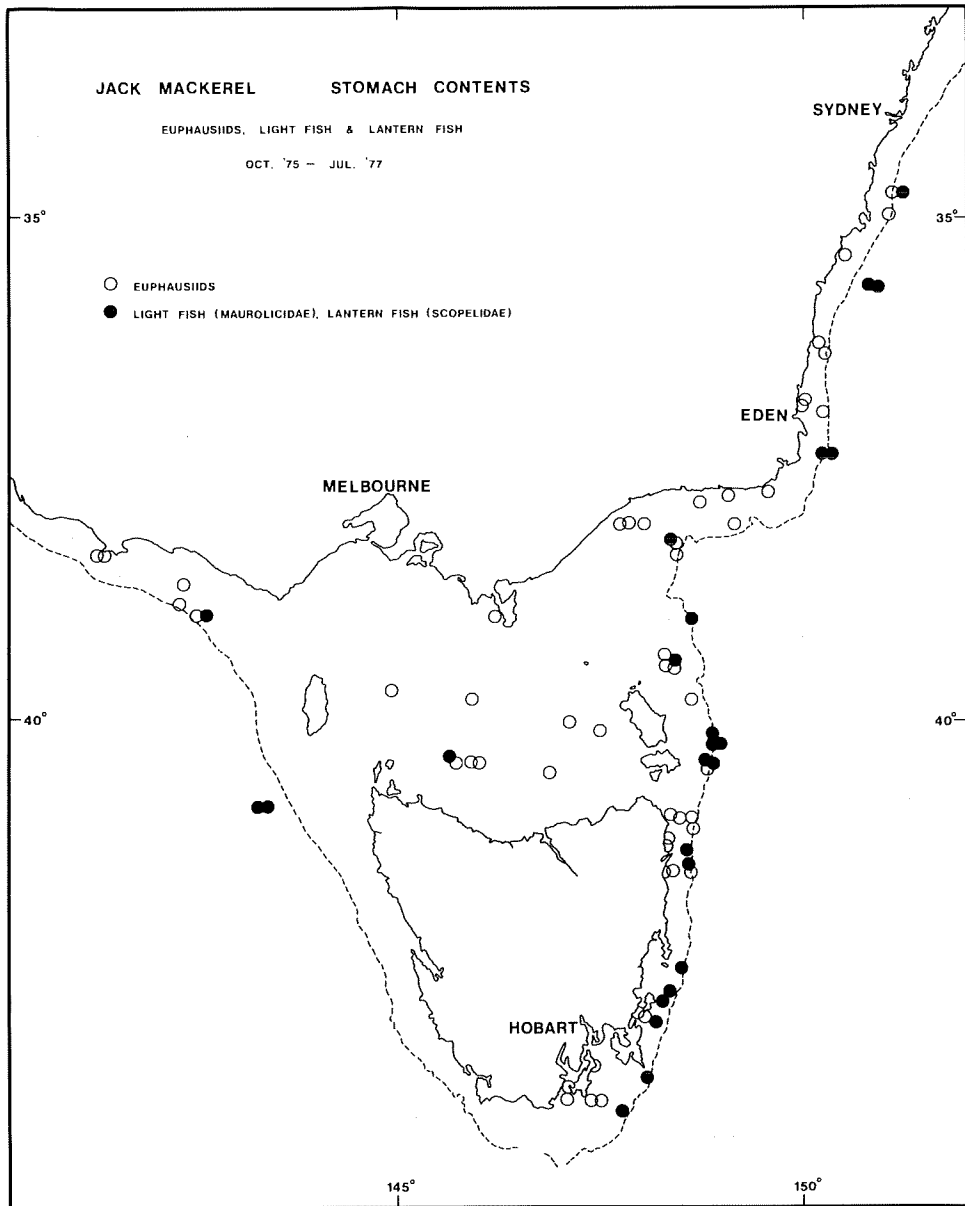 JACK MACKEREL STOMACH CONTENTS
EUPHAUSIIDS, LIGHT FISH & LANTERN FISH
OCT. '75 – JUL. '77
SYDNEY
35° 35°
○ EUPHAUSIIDS
● LIGHT FISH (MAUROLICIDAE), LANTERN FISH (SCOPELIDAE)
EDEN
MELBOURNE
40° 40°
HOBART
145° 150°